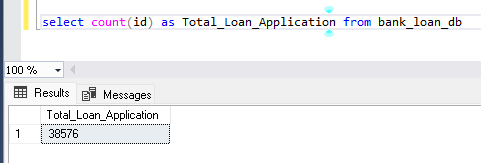 select count(id) as Total_Loan_Application from bank_loan_db
100 %
Results Messages
Total_Loan_Application
1 38576